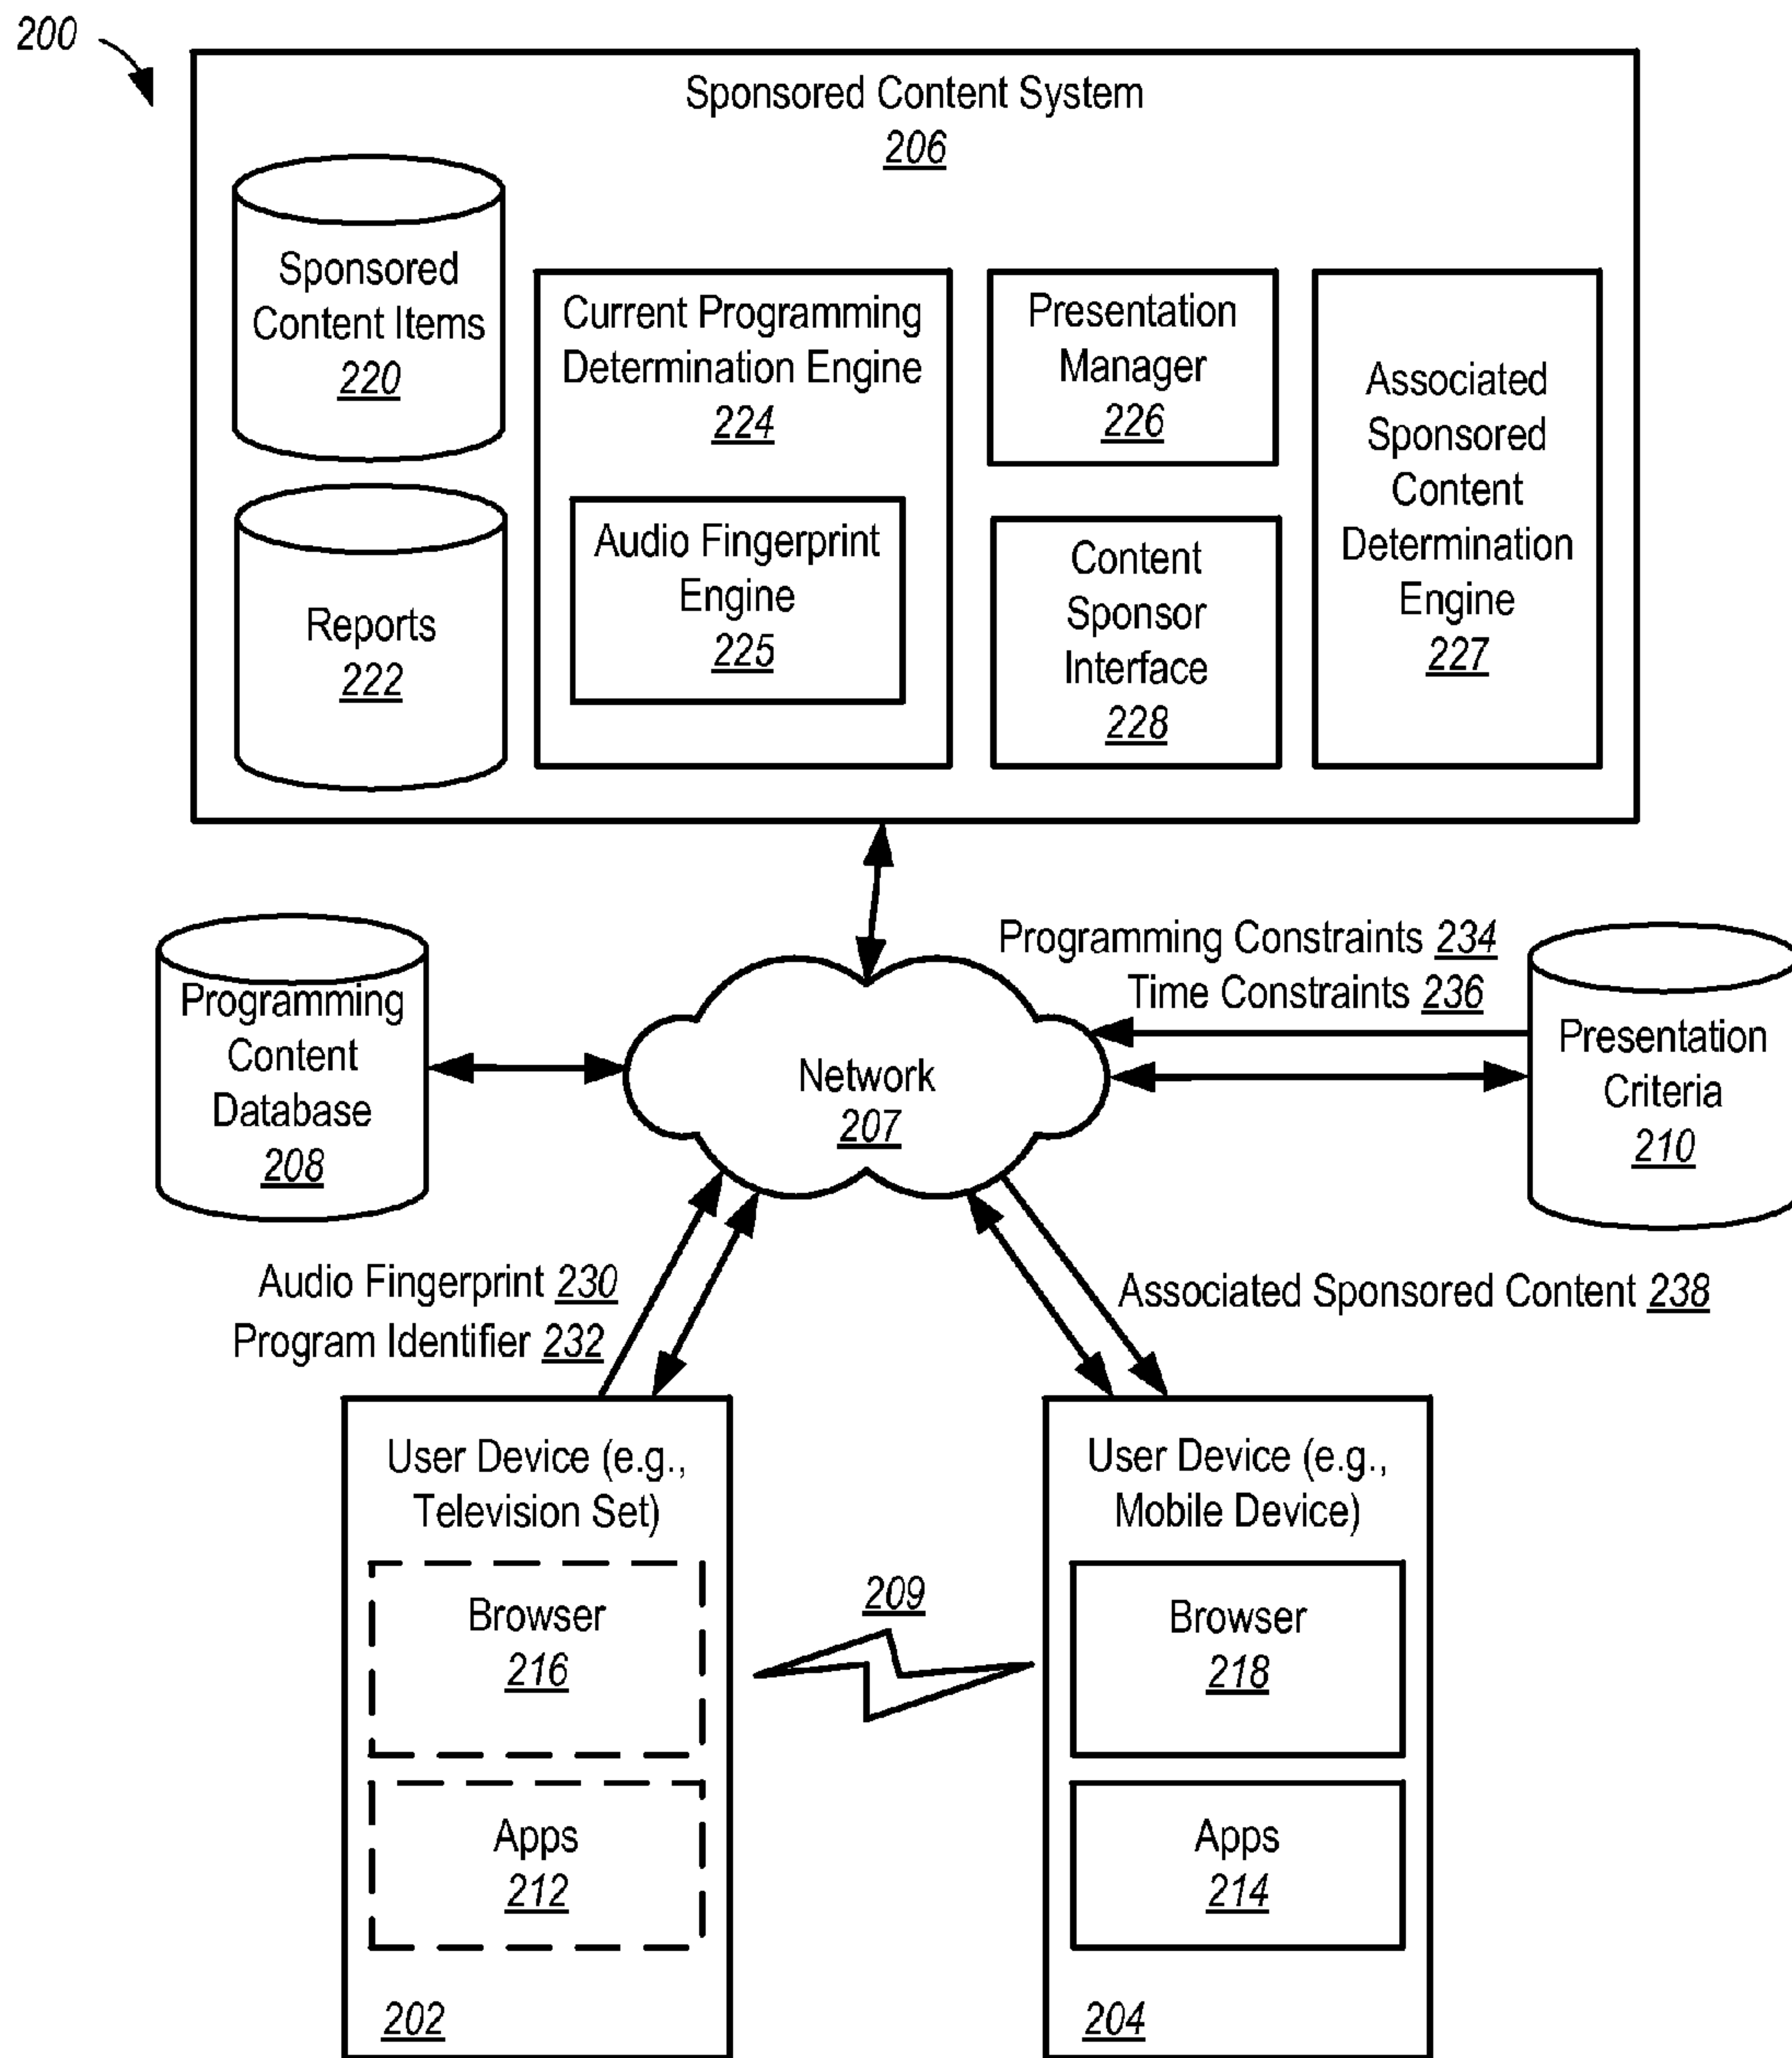 200
Sponsored Content System
206
Sponsored
Content Items
220
Reports
222
Current Programming
Determination Engine
224
Audio Fingerprint
Engine
225
Presentation
Manager
226
Content
Sponsor
Interface
228
Associated
Sponsored
Content
Determination
Engine
227
Programming
Content
Database
208
Network
207
Programming Constraints 234
Time Constraints 236
Presentation
Criteria
210
Audio Fingerprint 230
Program Identifier 232
Associated Sponsored Content 238
User Device (e.g.,
Television Set)
Browser
216
Apps
212
202
209
User Device (e.g.,
Mobile Device)
Browser
218
Apps
214
204